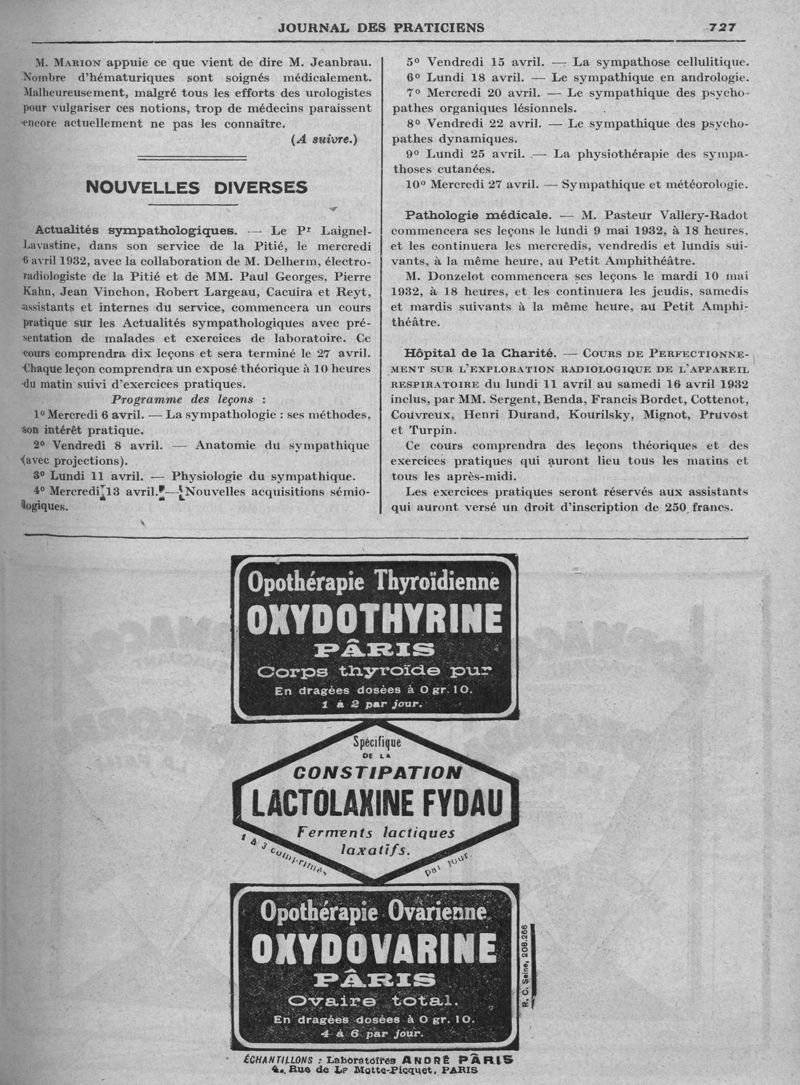 JOURNAL DES PRATICIENS 727
M. MARION appuie ce que vient de dire M. Jeanbrau.
Nombre d'hématuriques sont soignés médicalement.
Malheureusement, malgré tous les efforts des urologistes
pour vulgariser ces notions, trop de médecins paraissent
encore actuellement ne pas les connaître.
(A suivre.)
NOUVELLES DIVERSES
Actualités sympathologiques. — Le Pr Laignel-
Lavastine, dans son service de la Pitié, le mercredi
6 avril 1932, avec la collaboration de M. Delherm, électro-
radiologiste de la Pitié et de MM. Paul Georges, Pierre
Kahn, Jean Vinchon, Robert Largeau, Cacuira et Reyt,
assistants et internes du service, commencera un cours
pratique sur les Actualités sympathologiques avec pré-
sentation de malades et exercices de laboratoire. Ce
cours comprendra dix leçons et sera terminé le 27 avril.
Chaque leçon comprendra un exposé théorique à 10 heures
du matin suivi d'exercices pratiques.
Programme des leçons :
1º Mercredi 6 avril. — La sympathologie : ses méthodes,
son intérêt pratique.
2º Vendredi 8 avril. — Anatomie du sympathique
(avec projections).
3º Lundi 11 avril. — Physiologie du sympathique.
4º Mercredi 13 avril. — Nouvelles acquisitions sémio-
logiques.
5º Vendredi 15 avril. — La sympathose cellulitique.
6º Lundi 18 avril. — Le sympathique en andrologie.
7º Mercredi 20 avril. — Le sympathique des psycho-
pathes organiques lésionnels.
8º Vendredi 22 avril. — Le sympathique des psycho-
pathes dynamiques.
9º Lundi 25 avril. — La physiothérapie des sympa-
thoses cutanées.
10º Mercredi 27 avril. — Sympathique et météorologie.
Pathologie médicale. — M. Pasteur Vallery-Radot
commencera ses leçons le lundi 9 mai 1932, à 18 heures,
et les continuera les mercredis, vendredis et lundis sui-
vants, à la même heure, au Petit Amphithéâtre.
M. Donzelot commencera ses leçons le mardi 10 mai
1932, à 18 heures, et les continuera les jeudis, samedis
et mardis suivants à la même heure, au Petit Amphi-
théâtre.
Hôpital de la Charité. — COURS DE PERFECTIONNE-
MENT SUR L'EXPLORATION RADIOLOGIQUE DE L'APPAREIL
RESPIRATOIRE du lundi 11 avril au samedi 16 avril 1932
inclus, par MM. Sergent, Benda, Francis Bordet, Cottenot,
Couvreux, Henri Durand, Kourilsky, Mignot, Pruvost
et Turpin.
Ce cours comprendra des leçons théoriques et des
exercices pratiques qui auront lieu tous les matins et
tous les après-midi.
Les exercices pratiques seront réservés aux assistants
qui auront versé un droit d'inscription de 250 francs.
Opothérapie Thyroïdienne
OXYDOTHYRINE
PÂRIS
Corps thyroïde pur
En dragées dosées à 0 gr. 10.
1 à 2 par jour.
Spécifique
DE LA
CONSTIPATION
LACTOLAXINE FYDAU
Ferments lactiques
laxatifs.
1 à 3 comprimés par jour
Opothérapie Ovarienne
OXYDOVARINE
PÂRIS
Ovaire total.
En dragées dosées à 0 gr. 10.
4 à 6 par jour.
R. C. Seine, 208.266
ÉCHANTILLONS : Laboratoires ANDRÉ PÂRIS
4, Rue de La Motte-Picquet, PARIS